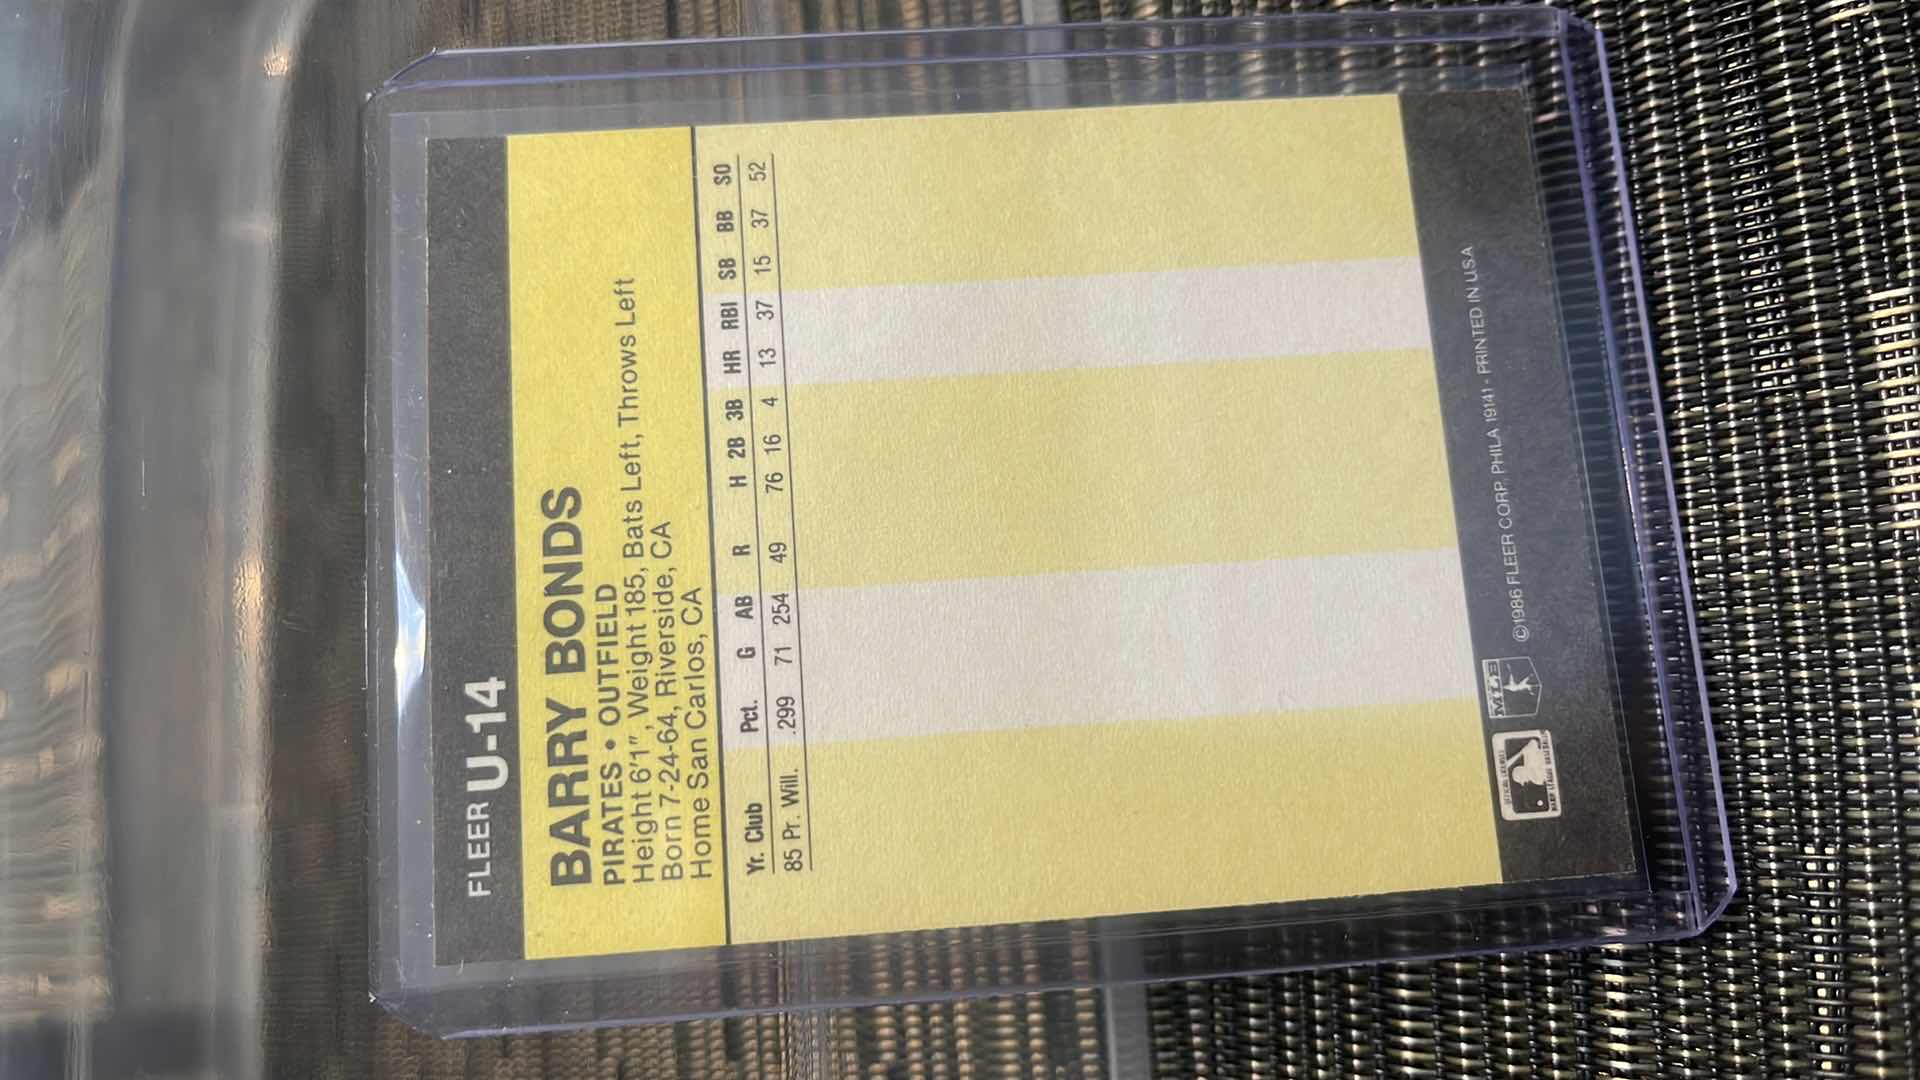 FLEER U-14
BARRY BONDS
PIRATES • OUTFIELD
Height 6'1", Weight 185, Bats Left, Throws Left
Born 7-24-64, Riverside, CA
Home San Carlos, CA
Yr. Club Pct. G AB R H 2B 3B HR RBI SB BB SO
85 Pr. Will. .299 71 254 49 76 16 4 13 37 15 37 52
©1986 FLEER CORP., PHILA 19141 - PRINTED IN USA